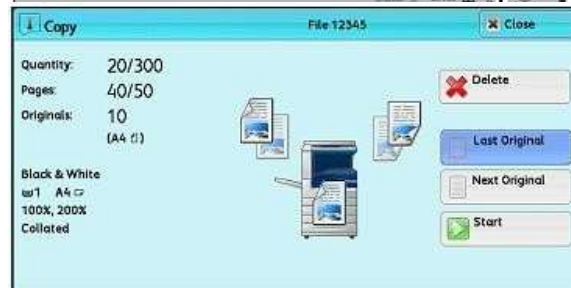 Copy
File 12345
Close
Quantity: 20/300
Pages: 40/50
Originals: 10
(A4)
Black & White
1 A4
100%, 200%
Collated
Delete
Last Original
Next Original
Start